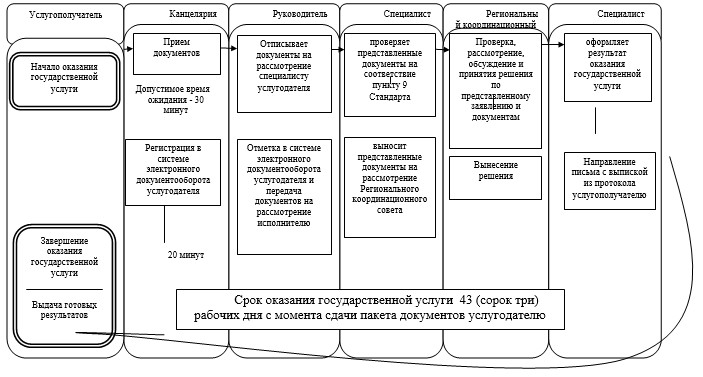 Услугополучатель
Канцелярия
Руководитель
Специалист
Региональны
й координационный
Специалист
Начало оказания
государственной
услуги
Прием
документов
Допустимое время
ожидания - 30
минут
Регистрация в
системе
электронного
документооборота
услугодателя
20 минут
Отписывает
документы на
рассмотрение
специалисту
услугодателя
Отметка в системе
электронного
документооборота
услугодателя и
передача
документов на
рассмотрение
исполнителю
проверяет
представленные
документы на
соответствие
пункту 9
Стандарта
выносит
представленные
документы на
рассмотрение
Регионального
координационного
совета
Проверка,
рассмотрение,
обсуждение и
принятия решения
по
представленному
заявлению и
документам
Вынесение
решения
оформляет
результат
оказания
государственной
услуги
Направление
письма с выпиской
из протокола
услугополучателю
Завершение
оказания
государственной
услуги
Выдача готовых
результатов
Срок оказания государственной услуги 43 (сорок три)
рабочих дня с момента сдачи пакета документов услугодателю